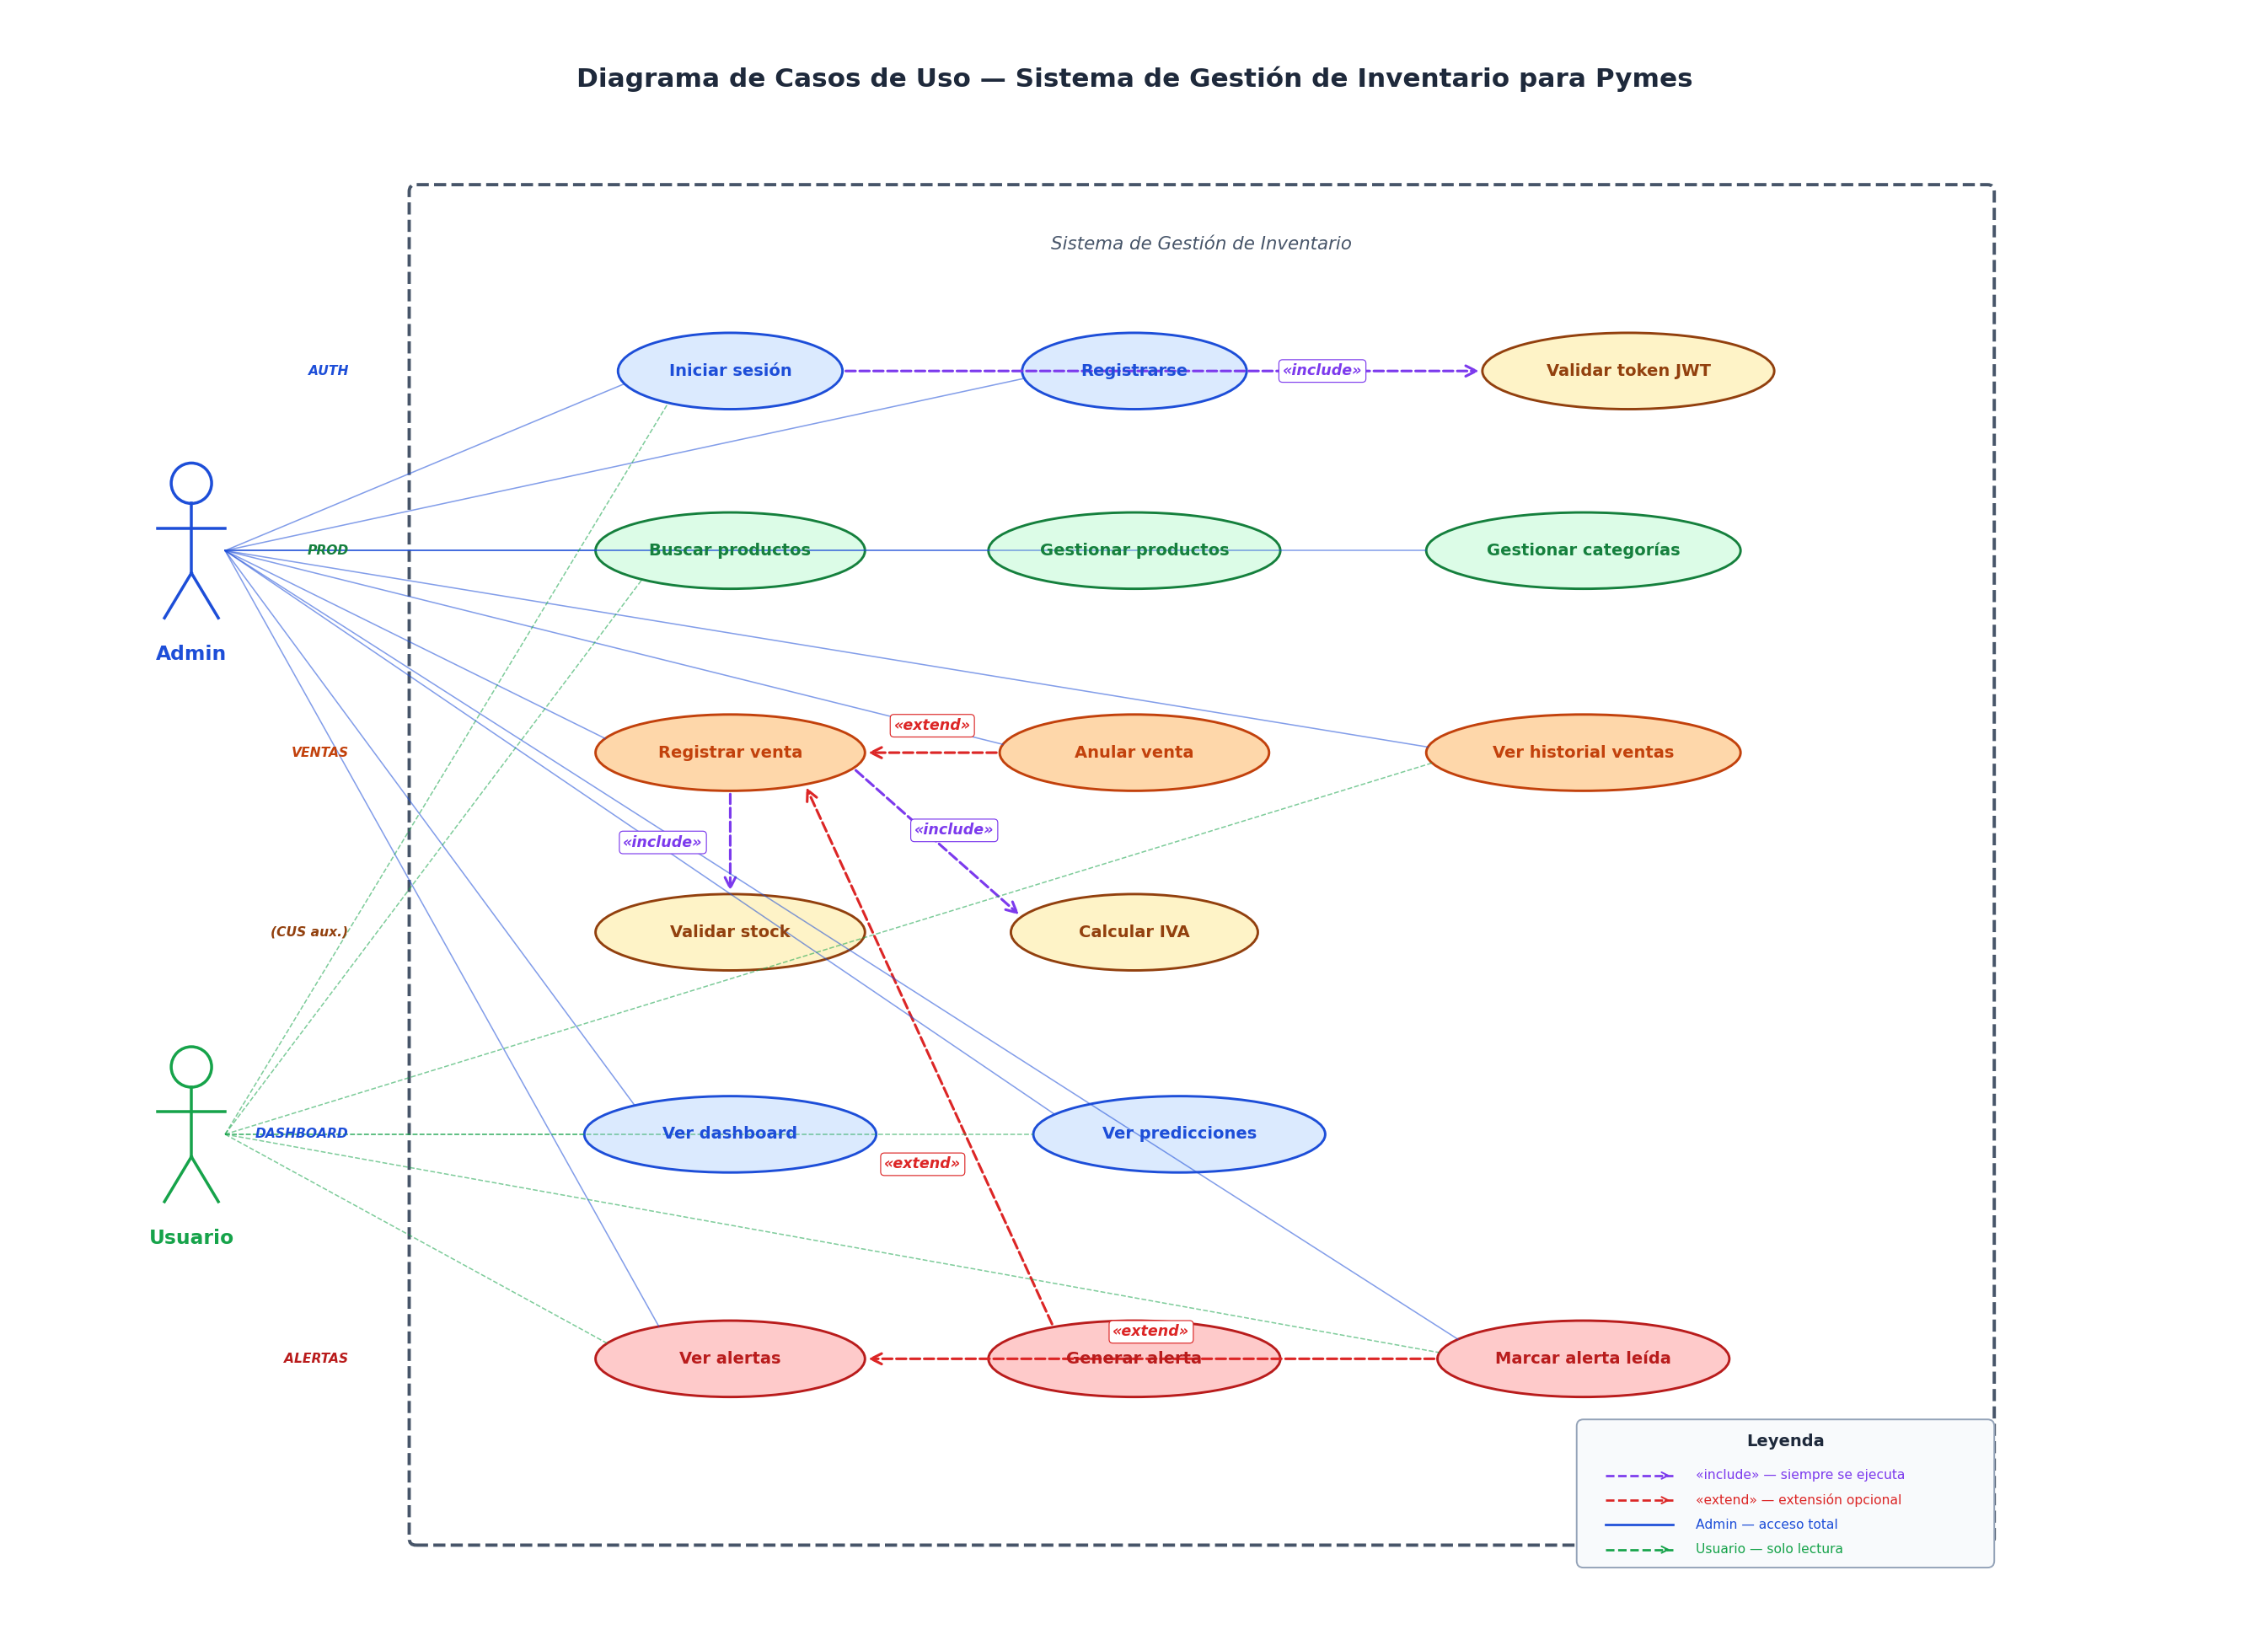 Diagrama de Casos de Uso — Sistema de Gestión de Inventario para Pymes
Sistema de Gestión de Inventario
AUTH
Iniciar sesión
Registrarse
«include»
Validar token JWT
PROD
Buscar productos
Gestionar productos
Gestionar categorías
Admin
«extend»
VENTAS
Registrar venta
Anular venta
Ver historial ventas
«include»
«include»
(CUS aux.)
Validar stock
Calcular IVA
DASHBOARD
Ver dashboard
Ver predicciones
«extend»
Usuario
«extend»
ALERTAS
Ver alertas
Generar alerta
Marcar alerta leída
Leyenda
«include» — siempre se ejecuta
«extend» — extensión opcional
Admin — acceso total
Usuario — solo lectura